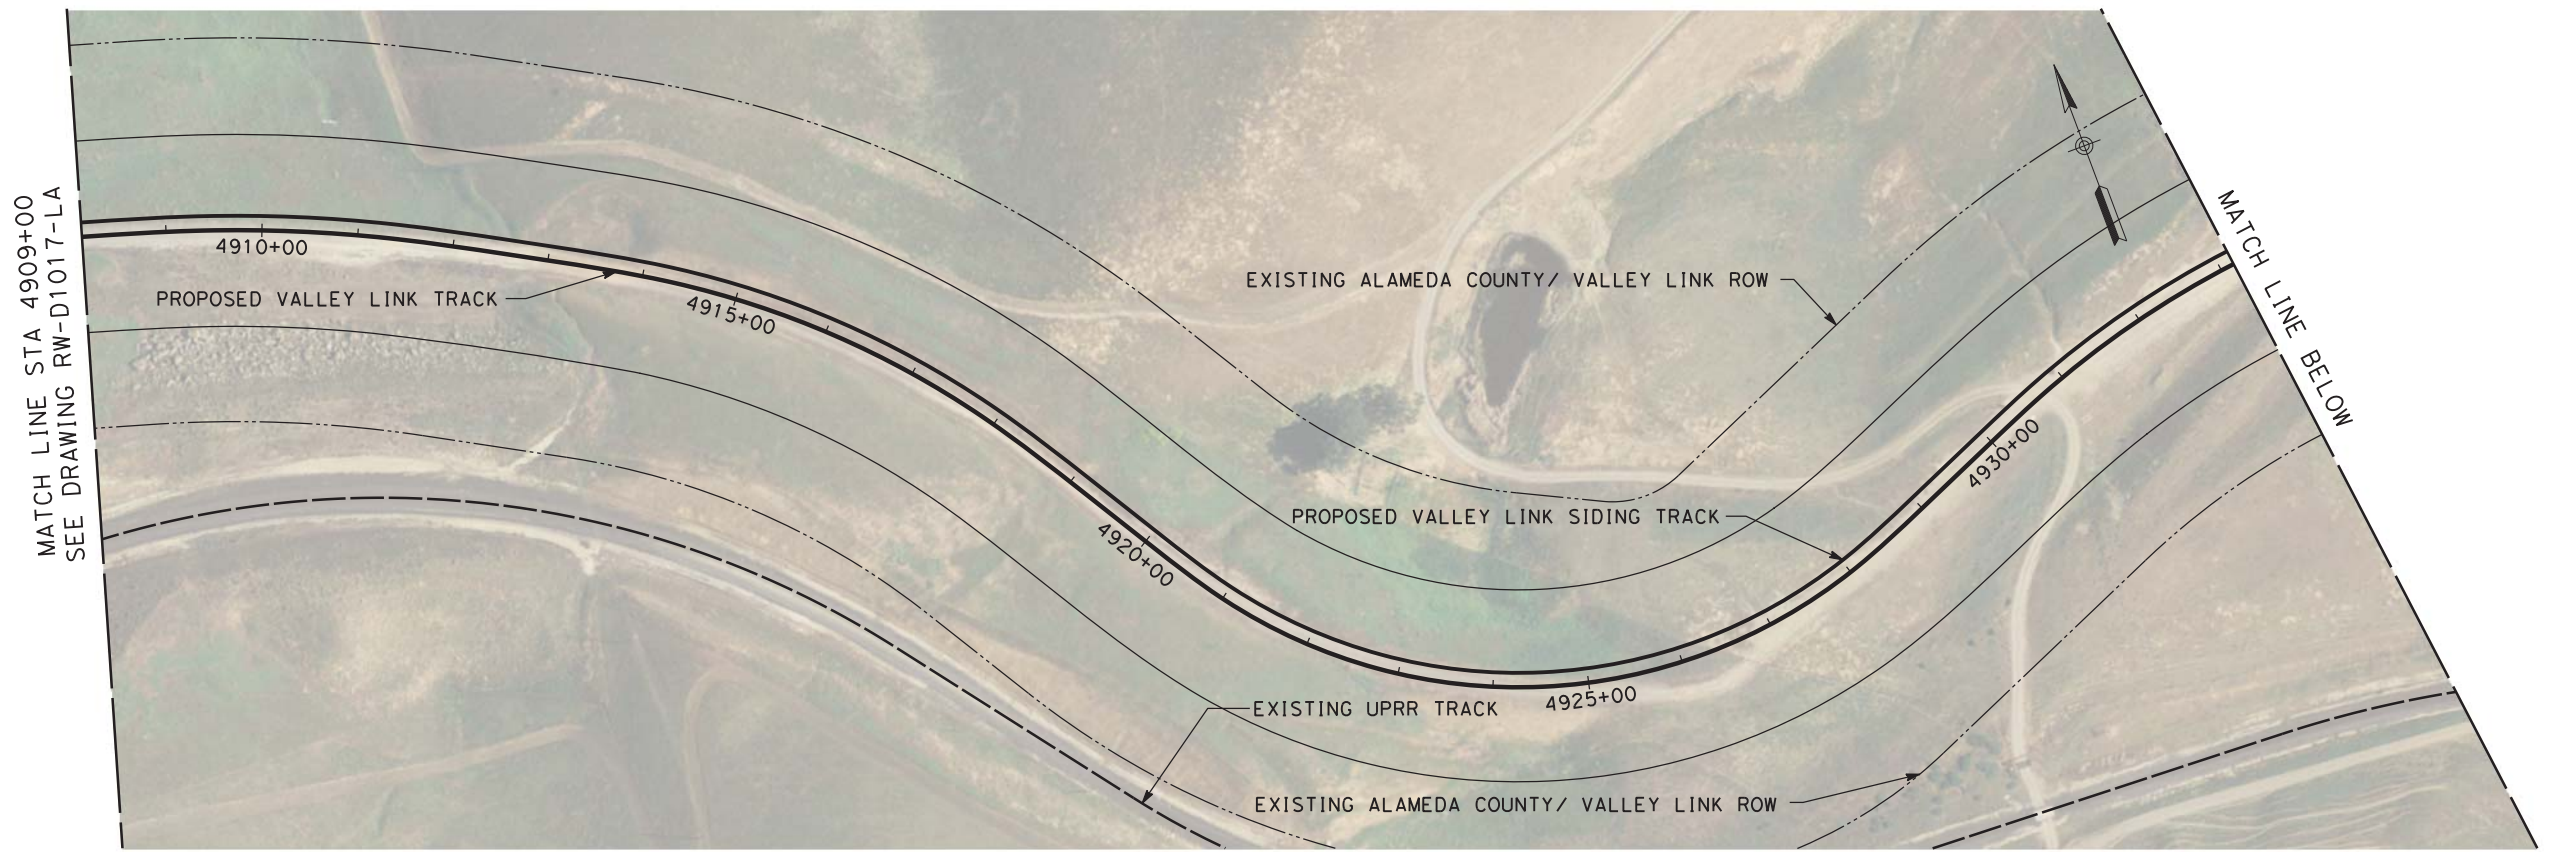 MATCH LINE STA 4909+00
SEE DRAWING RW-D1017-LA
4910+00
PROPOSED VALLEY LINK TRACK
4915+00
EXISTING ALAMEDA COUNTY/ VALLEY LINK ROW
MATCH LINE BELOW
4930+00
PROPOSED VALLEY LINK SIDING TRACK
4920+00
4925+00
EXISTING UPRR TRACK
EXISTING ALAMEDA COUNTY/ VALLEY LINK ROW